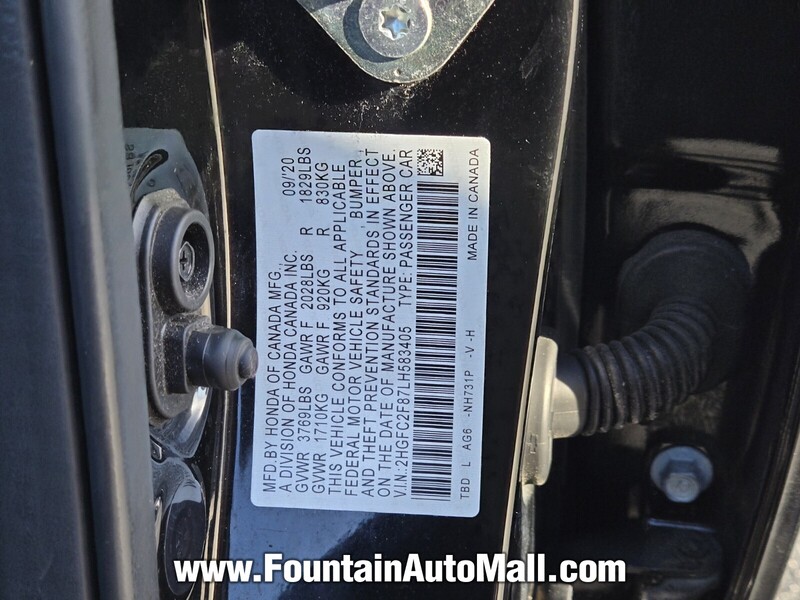 MFD.BY HONDA OF CANADA MFG. 09/20
A DIVISION OF HONDA CANADA INC.
GVWR 3769LBS GAWR F 2028LBS R 1829LBS
GVWR 1710KG GAWR F 920KG R 830KG
THIS VEHICLE CONFORMS TO ALL APPLICABLE
FEDERAL MOTOR VEHICLE SAFETY BUMPER,
AND THEFT PREVENTION STANDARDS IN EFFECT
ON THE DATE OF MANUFACTURE SHOWN ABOVE.
V.I.N.:2HGFC2F87LH583405 TYPE: PASSENGER CAR
TBD L AG6 -NH731P -V -H MADE IN CANADA
www.FountainAutoMall.com